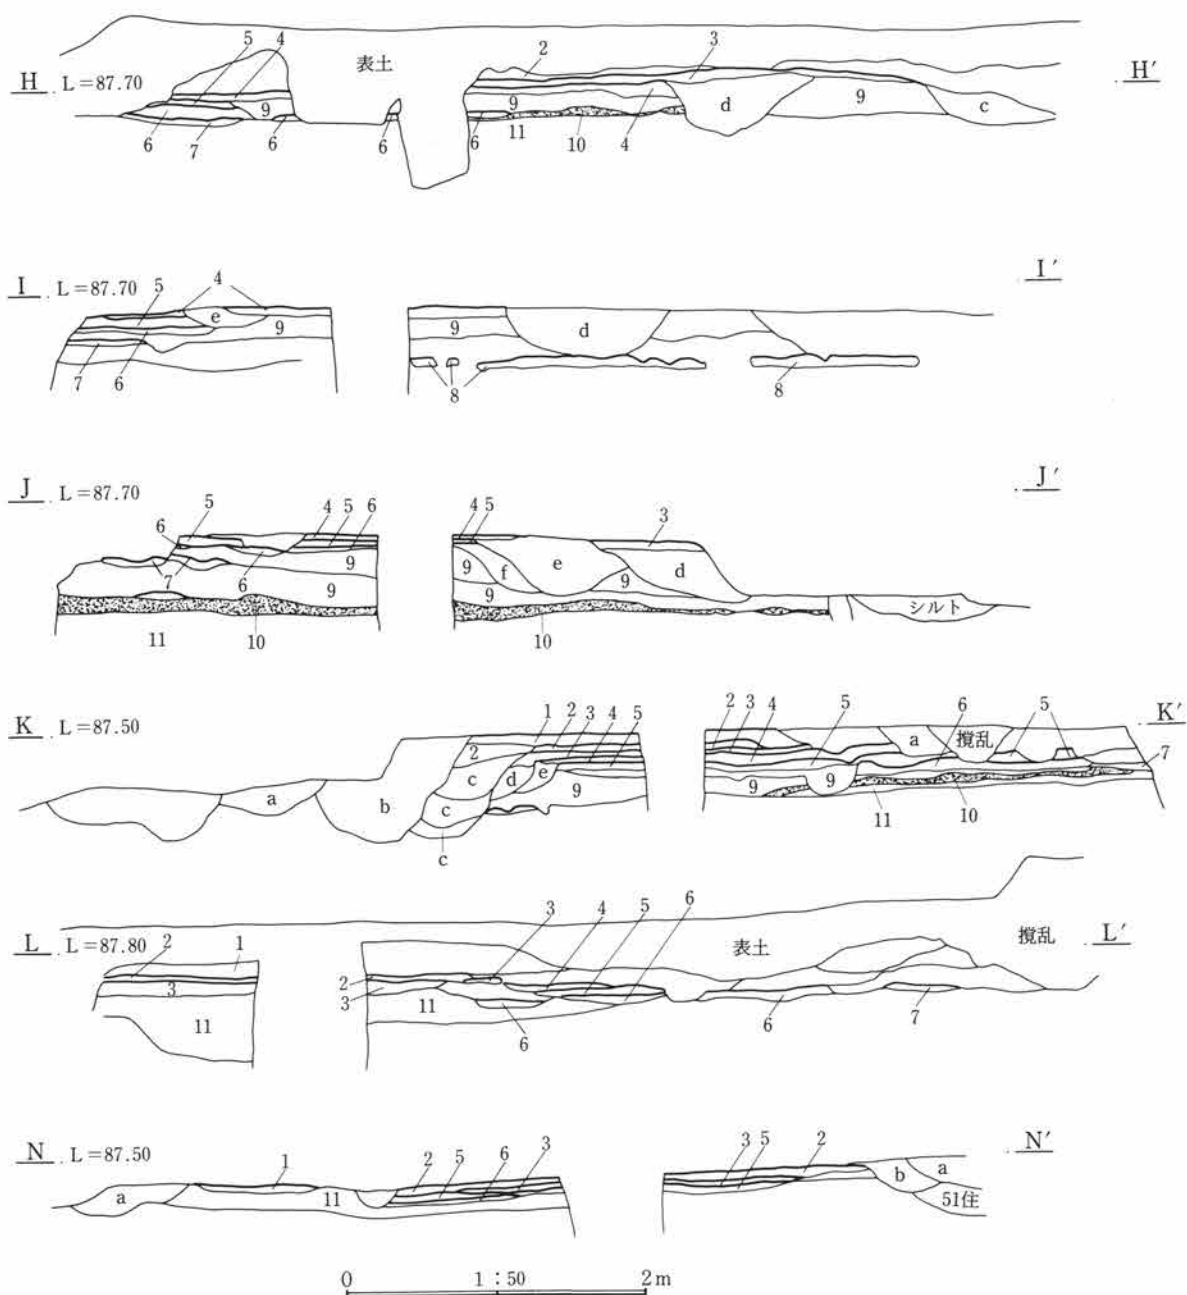 5 4 表土 2 3
H L=87.70 H′
9 9 d 9 c
6 7 6 6 6 11 10 4
I L=87.70 I′
5 4
e 9 9 d
7 6 8 8
J L=87.70 J′
5 4 5 6 4 5 3
6 9 9 f e 9 d
7 6 9 9 シルト
11 10 10
K L=87.50 K′
1 2 3 4 5 2 3 4 5 6 5
2 a 攪乱 7
a b c d e 9 9 9
c 11 10
c
3 4 5 6
L L=87.80 表土 攪乱 L′
2 1 2
3 3
11 11 6 6 7
N L=87.50 N′
1 2 5 6 3 3 5 2
a 11 b a
51住
0 1:50 2m